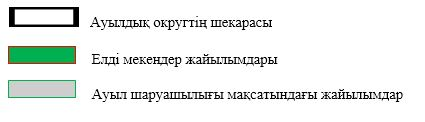 Ауылдық округтің шекарасы
Елді мекендер жайылымдары
Ауыл шаруашылығы мақсатындағы жайылымдар